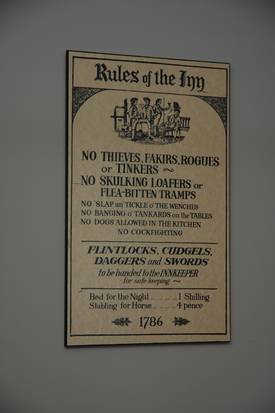 Rules of the Inn
NO THIEVES, FAKIRS, ROGUES
or TINKERS
NO SKULKING LOAFERS or
FLEA-BITTEN TRAMPS
NO 'SLAP an' TICKLE o' THE WENCHES
NO BANGING o' TANKARDS on the TABLES
NO DOGS ALLOWED IN THE KITCHEN
NO COCKFIGHTING
FLINTLOCKS, CUDGELS,
DAGGERS and SWORDS
to be handed to the INNKEEPER
for safe keeping
Bed for the Night ..... 1 Shilling
Stabling for Horse .... 4 pence
1786